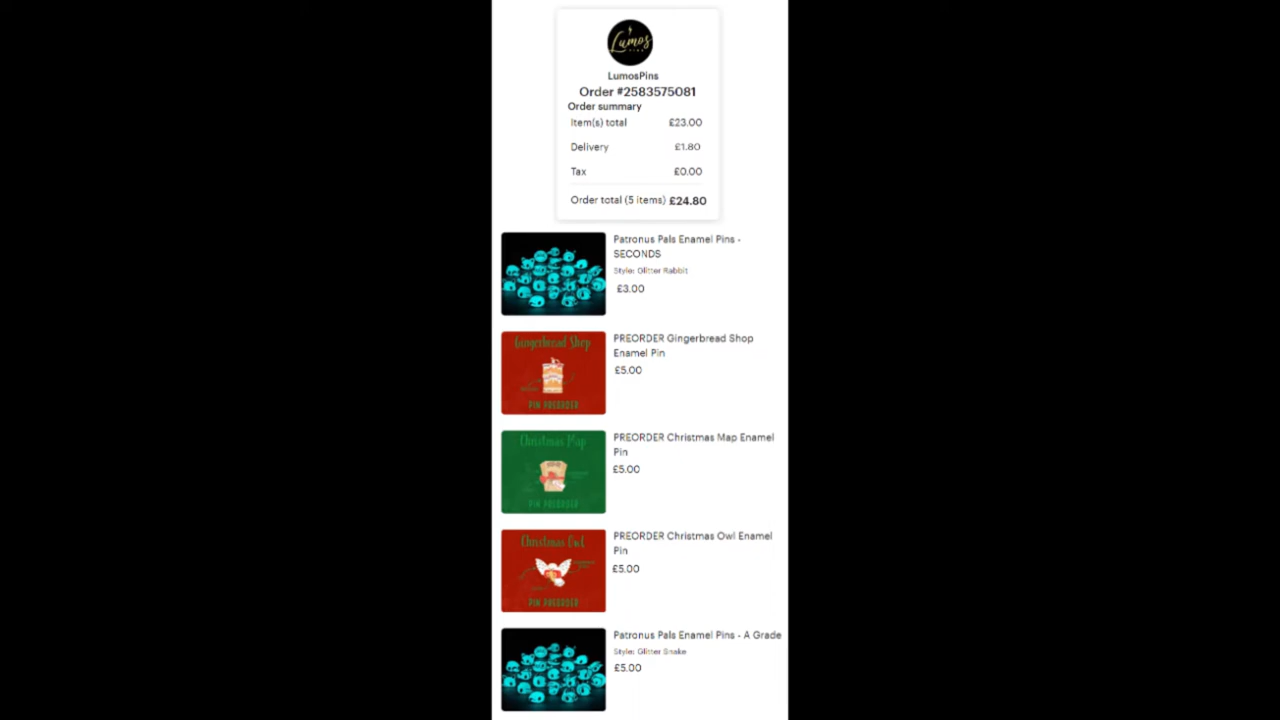 Lumos
PINS
LumosPins
Order #2583575081
Order summary
Item(s) total £23.00
Delivery £1.80
Tax £0.00
Order total (5 items) £24.80
Patronus Pals Enamel Pins -
SECONDS
Style: Glitter Rabbit
£3.00
Gingerbread Shop
PIN PREORDER
PREORDER Gingerbread Shop
Enamel Pin
£5.00
Christmas Map
PIN PREORDER
PREORDER Christmas Map Enamel
Pin
£5.00
Christmas Owl
PIN PREORDER
PREORDER Christmas Owl Enamel
Pin
£5.00
Patronus Pals Enamel Pins - A Grade
Style: Glitter Snake
£5.00